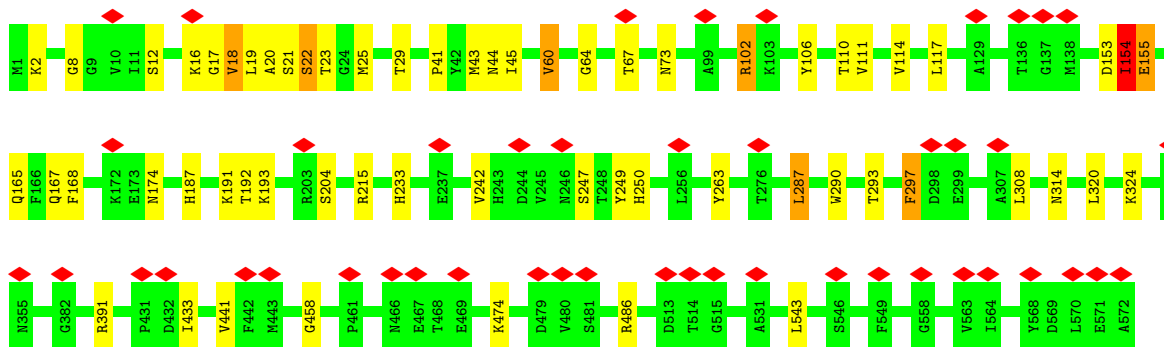 M1 K2 G8 G9 V10 I11 S12 K16 G17 V18 L19 A20 S21 S22 T23 G24 M25 T29 P41 Y42 M43 N44 I45 V60 G64 T67 N73 A99 R102 K103 Y106 T110 V111 V114 L117 A129 T136 G137 M138 D153 I154 E155
Q165 F166 Q167 F168 K172 E173 N174 H187 K191 T192 K193 R203 S204 R215 H233 E237 V242 H243 D244 V245 N246 S247 T248 Y249 H250 L256 Y263 T276 L287 W290 T293 F297 D298 E299 A307 L308 N314 L320 K324
N355 G382 R391 P431 D432 I433 V441 F442 M443 G458 P461 N466 E467 T468 E469 K474 D479 V480 S481 R486 D513 T514 G515 A531 L543 S546 F549 G558 V563 I564 Y568 D569 L570 E571 A572